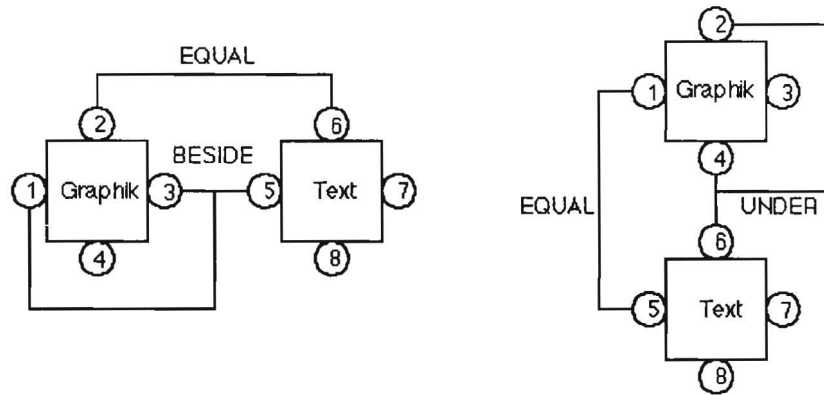 EQUAL
2 6
BESIDE
1 Graphik 3 5 Text 7
4 8
2
1 Graphik 3
4
EQUAL UNDER
6
5 Text 7
8